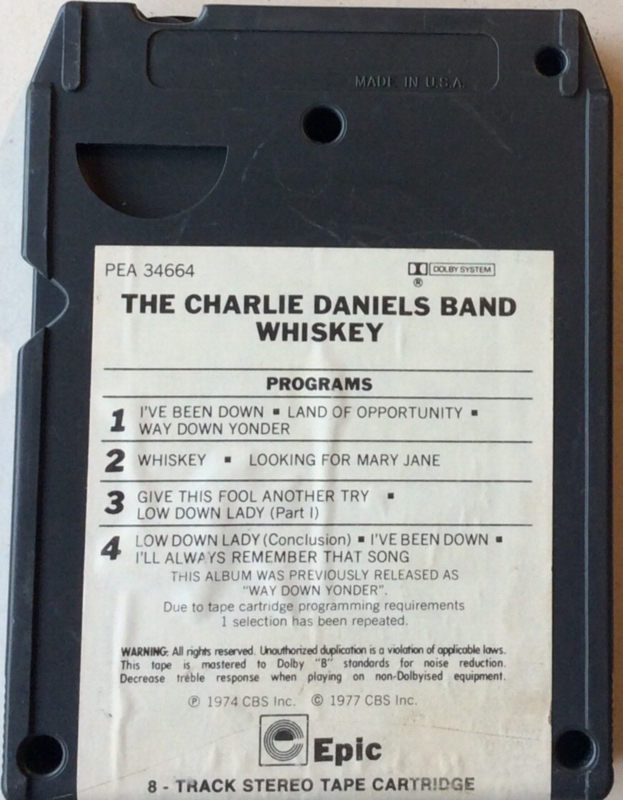 MADE IN U.S.A.
PEA 34664
DOLBY SYSTEM
®
THE CHARLIE DANIELS BAND
WHISKEY
PROGRAMS
1 I'VE BEEN DOWN ▪ LAND OF OPPORTUNITY ▪
WAY DOWN YONDER
2 WHISKEY ▪ LOOKING FOR MARY JANE
3 GIVE THIS FOOL ANOTHER TRY ▪
LOW DOWN LADY (Part I)
4 LOW DOWN LADY (Conclusion) ▪ I'VE BEEN DOWN ▪
I'LL ALWAYS REMEMBER THAT SONG
THIS ALBUM WAS PREVIOUSLY RELEASED AS
"WAY DOWN YONDER".
Due to tape cartridge programming requirements
1 selection has been repeated.
WARNING: All rights reserved. Unauthorized duplication is a violation of applicable laws.
This tape is mastered to Dolby "B" standards for noise reduction.
Decrease treble response when playing on non-Dolbyised equipment.
℗ 1974 CBS Inc. © 1977 CBS Inc.
Epic
8 - TRACK STEREO TAPE CARTRIDGE